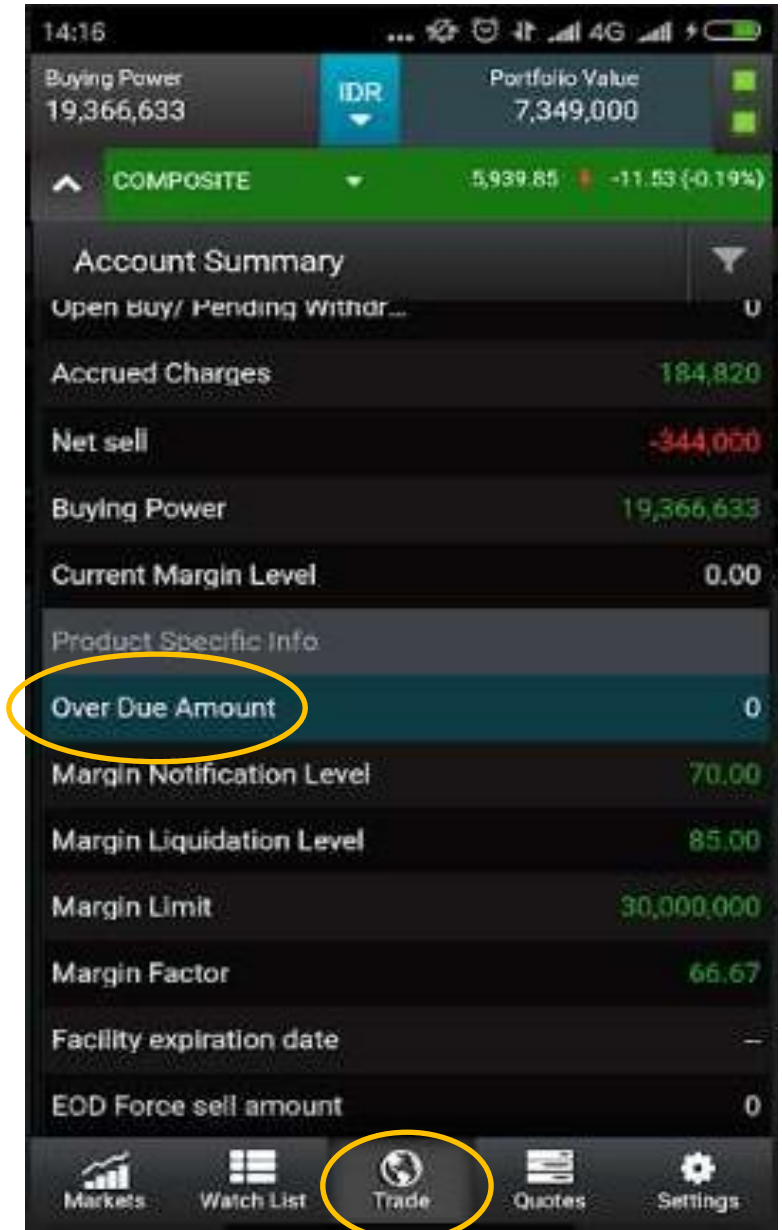 14:16 ... 4G
Buying Power IDR Portfolio Value
19,366,633 7,349,000
COMPOSITE 5,939.85 -11.53 (-0.19%)
Account Summary
Open Buy/ Pending Withdr... 0
Accrued Charges 184,820
Net sell -344,000
Buying Power 19,366,633
Current Margin Level 0.00
Product Specific Info
Over Due Amount 0
Margin Notification Level 70.00
Margin Liquidation Level 85.00
Margin Limit 30,000,000
Margin Factor 66.67
Facility expiration date --
EOD Force sell amount 0
Markets Watch List Trade Quotes Settings